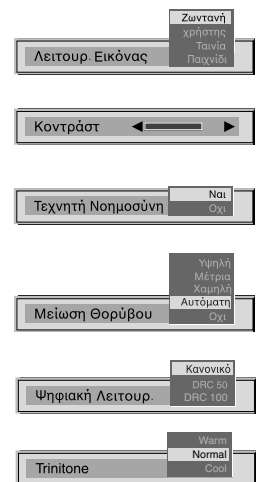 Ζωντανή
χρήστης
Ταινία
Παιχνίδι
Λειτουρ. Εικόνας
Κοντράστ
Ναι
Οχι
Τεχνητή Νοημοσύνη
Υψηλή
Μέτρια
Χαμηλή
Αυτόματη
Οχι
Μείωση Θορύβου
Κανονικό
DRC 50
DRC 100
Ψηφιακή Λειτουρ.
Warm
Normal
Cool
Trinitone